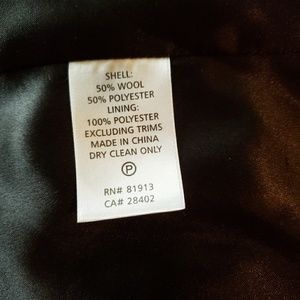 SHELL:
50% WOOL
50% POLYESTER
LINING:
100% POLYESTER
EXCLUDING TRIMS
MADE IN CHINA
DRY CLEAN ONLY
P
RN# 81913
CA# 28402